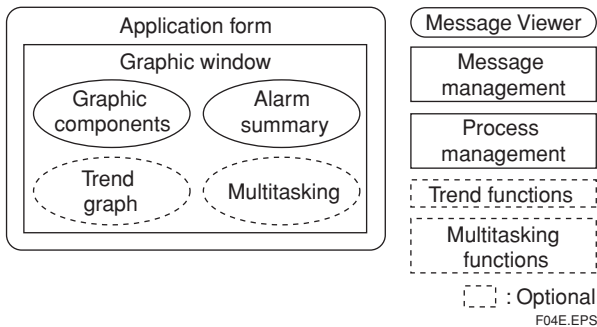 Application form
Graphic window
Graphic
components
Alarm
summary
Trend
graph
Multitasking
Message Viewer
Message
management
Process
management
Trend functions
Multitasking
functions
: Optional
F04E.EPS